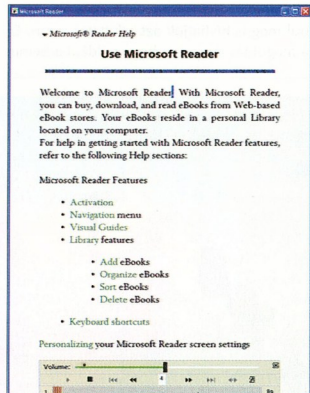 Microsoft Reader
Microsoft® Reader Help
Use Microsoft Reader
Welcome to Microsoft Reader! With Microsoft Reader,
you can buy, download, and read eBooks from Web-based
eBook stores. Your eBooks reside in a personal Library
located on your computer.
For help in getting started with Microsoft Reader features,
refer to the following Help sections:
Microsoft Reader Features
• Activation
• Navigation menu
• Visual Guides
• Library features
• Add eBooks
• Organize eBooks
• Sort eBooks
• Delete eBooks
• Keyboard shortcuts
Personalizing your Microsoft Reader screen settings
Volume: